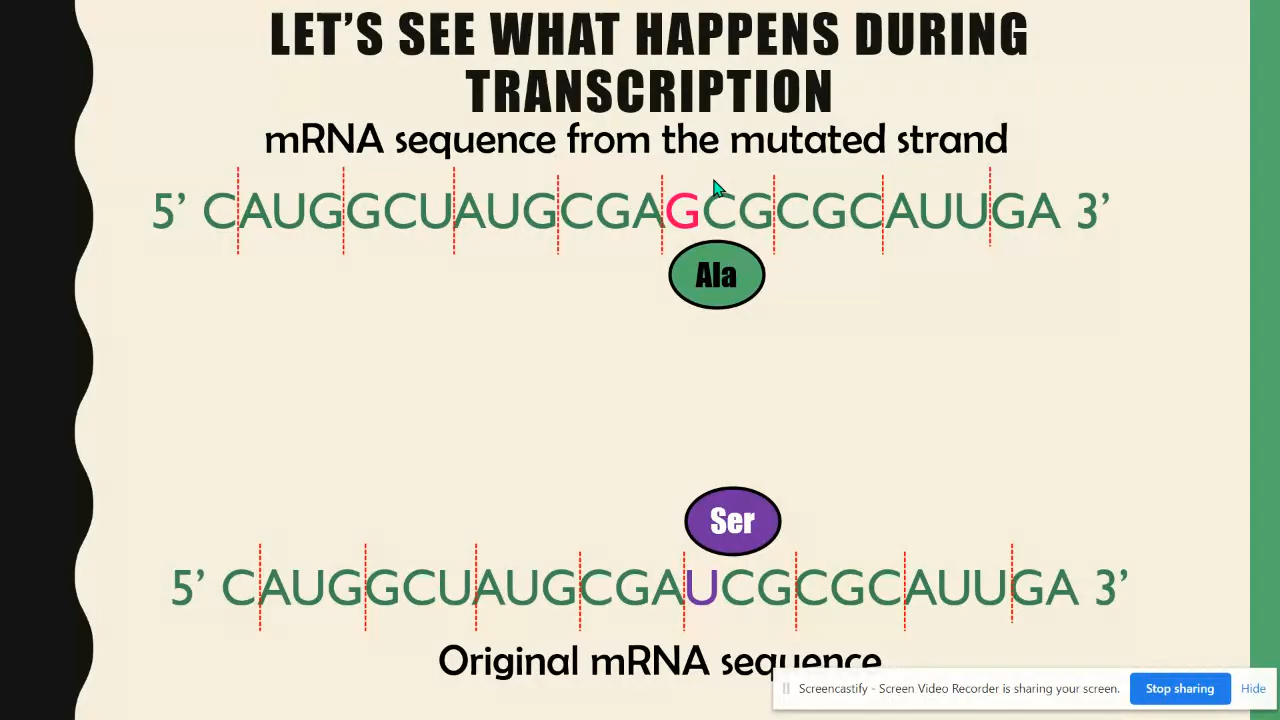 LET'S SEE WHAT HAPPENS DURING
TRANSCRIPTION
mRNA sequence from the mutated strand
5' CAUGGCUAUGCGAGCGCGCAUUGA 3'
Ala
Ser
5' CAUGGCUAUGCGAUCGCGCAUUGA 3'
Original mRNA sequence
Screencastify - Screen Video Recorder is sharing your screen.
Stop sharing
Hide